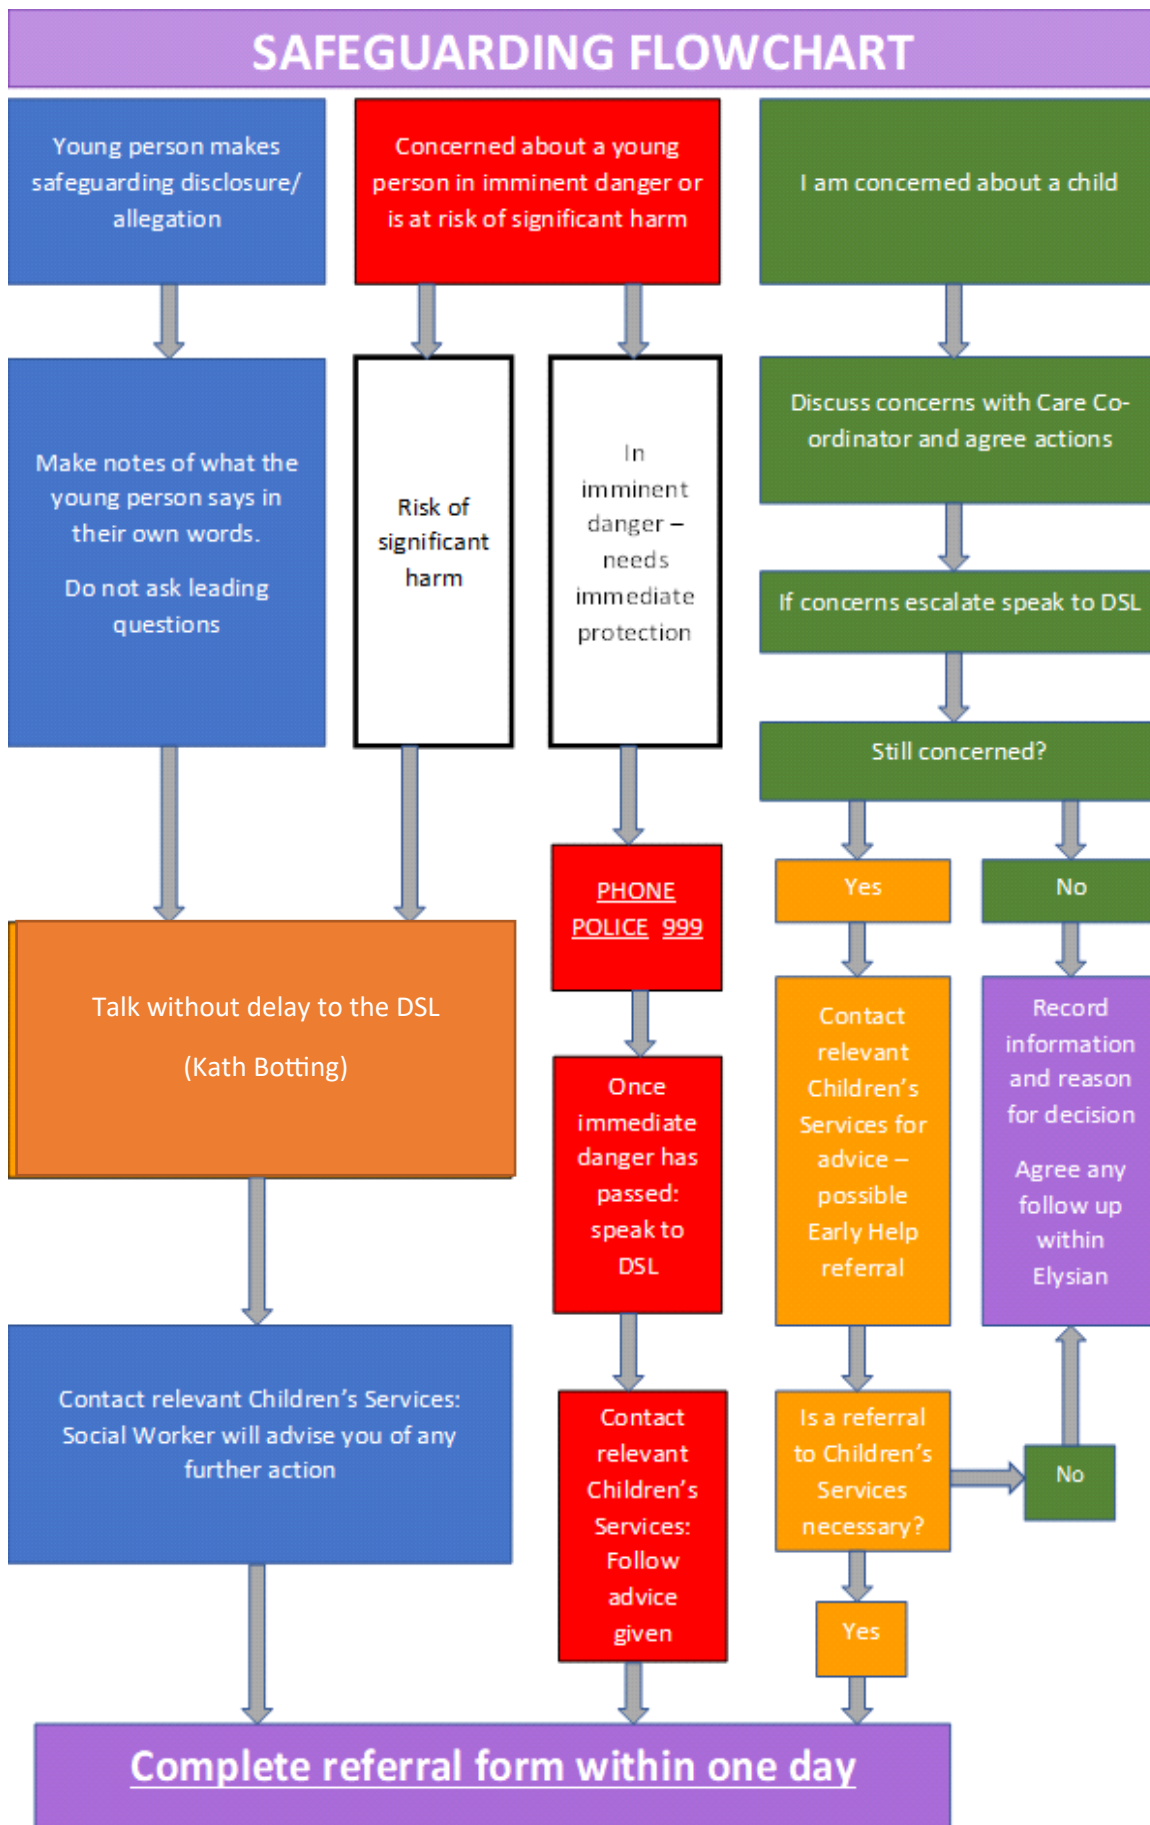 SAFEGUARDING FLOWCHART
Young person makes
safeguarding disclosure/
allegation
Make notes of what the
young person says in
their own words.
Do not ask leading
questions
Concerned about a young
person in imminent danger or
is at risk of significant harm
Risk of
significant
harm
In
imminent
danger –
needs
immediate
protection
Talk without delay to the DSL
(Kath Botting)
Contact relevant Children's Services:
Social Worker will advise you of any
further action
PHONE
POLICE 999
Once
immediate
danger has
passed:
speak to
DSL
Contact
relevant
Children's
Services:
Follow
advice
given
I am concerned about a child
Discuss concerns with Care Co-
ordinator and agree actions
If concerns escalate speak to DSL
Still concerned?
Yes
Contact
relevant
Children's
Services for
advice –
possible
Early Help
referral
Is a referral
to Children's
Services
necessary?
Yes
No
Record
information
and reason
for decision
Agree any
follow up
within
Elysian
No
Complete referral form within one day